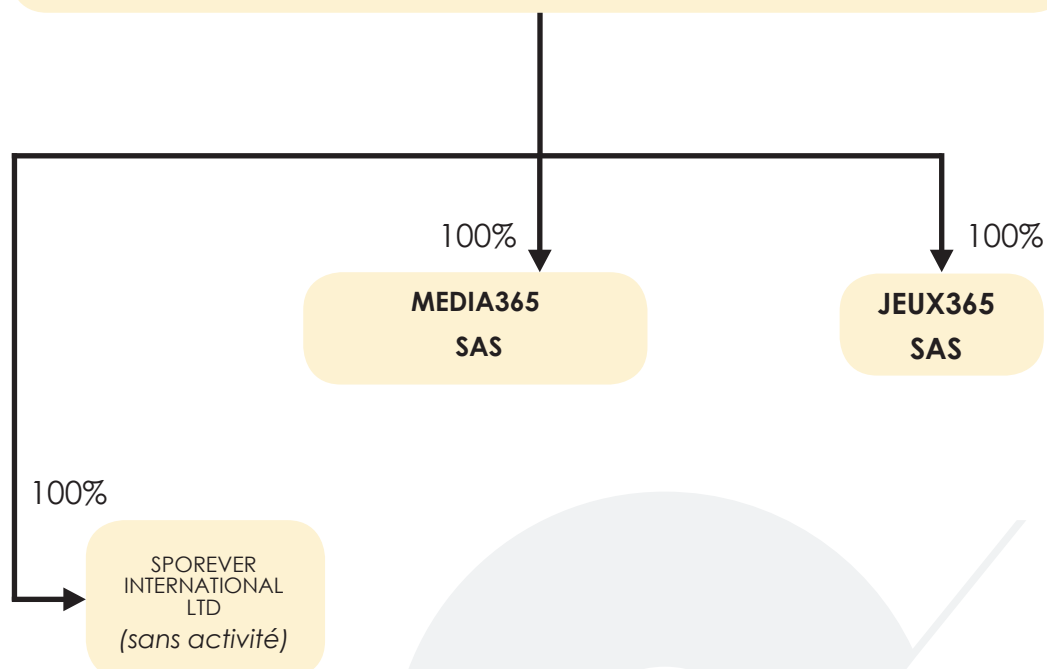 100%
100%
MEDIA365
SAS
JEUX365
SAS
100%
SPOREVER
INTERNATIONAL
LTD
(sans activité)